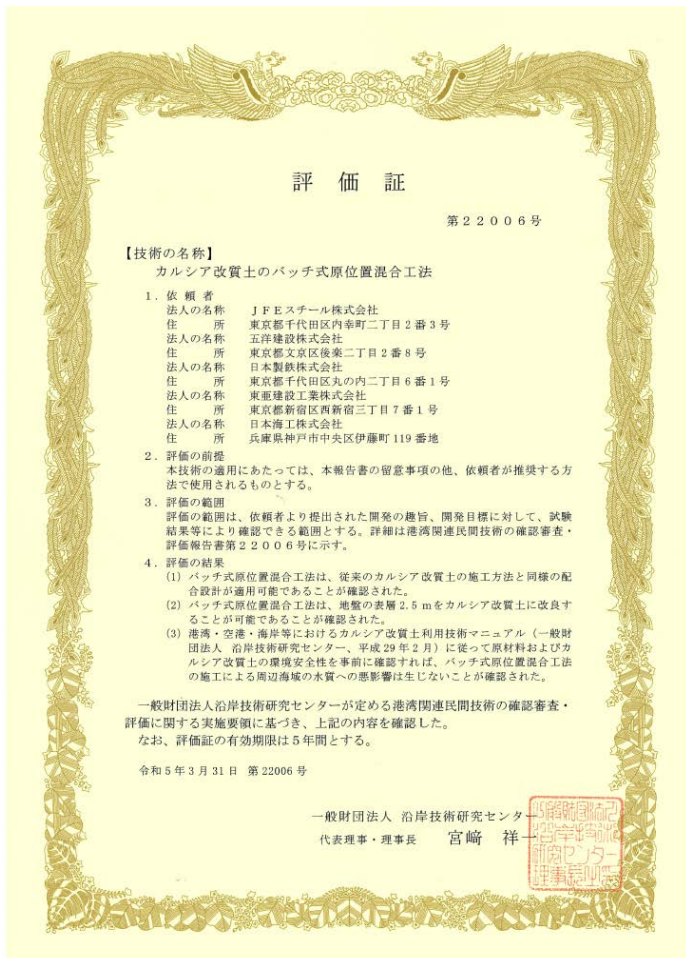 評価証
第22006号
【技術の名称】
カルシア改質土のバッチ式原位置混合工法
1．依頼者
法人の名称 JFEスチール株式会社
住所 東京都千代田区内幸町二丁目2番3号
法人の名称 五洋建設株式会社
住所 東京都文京区後楽二丁目2番8号
法人の名称 日本製鉄株式会社
住所 東京都千代田区丸の内二丁目6番1号
法人の名称 東亜建設工業株式会社
住所 東京都新宿区西新宿三丁目7番1号
法人の名称 日本海工株式会社
住所 兵庫県神戸市中央区伊藤町119番地
2．評価の前提
本技術の適用にあたっては、本報告書の留意事項の他、依頼者が推奨する方
法で使用されるものとする。
3．評価の範囲
評価の範囲は、依頼者より提出された開発の趣旨、開発目標に対して、試験
結果等により確認できる範囲とする。詳細は港湾関連民間技術の確認審査・
評価報告書第22006号に示す。
4．評価の結果
(1) バッチ式原位置混合工法は、従来のカルシア改質土の施工方法と同様の配
合設計が適用可能であることが確認された。
(2) バッチ式原位置混合工法は、地盤の表層2.5mをカルシア改質土に改良す
ることが可能であることが確認された。
(3) 港湾・空港・海岸等におけるカルシア改質土利用技術マニュアル（一般財
団法人 沿岸技術研究センター、平成29年2月）に従って原材料およびカ
ルシア改質土の環境安全性を事前に確認すれば、バッチ式原位置混合工法
の施工による周辺海域の水質への悪影響は生じないことが確認された。
一般財団法人沿岸技術研究センターが定める港湾関連民間技術の確認審査・
評価に関する実施要領に基づき、上記の内容を確認した。
なお、評価証の有効期限は5年間とする。
令和5年3月31日 第22006号
一般財団法人 沿岸技術研究センター
代表理事・理事長 宮﨑 祥一